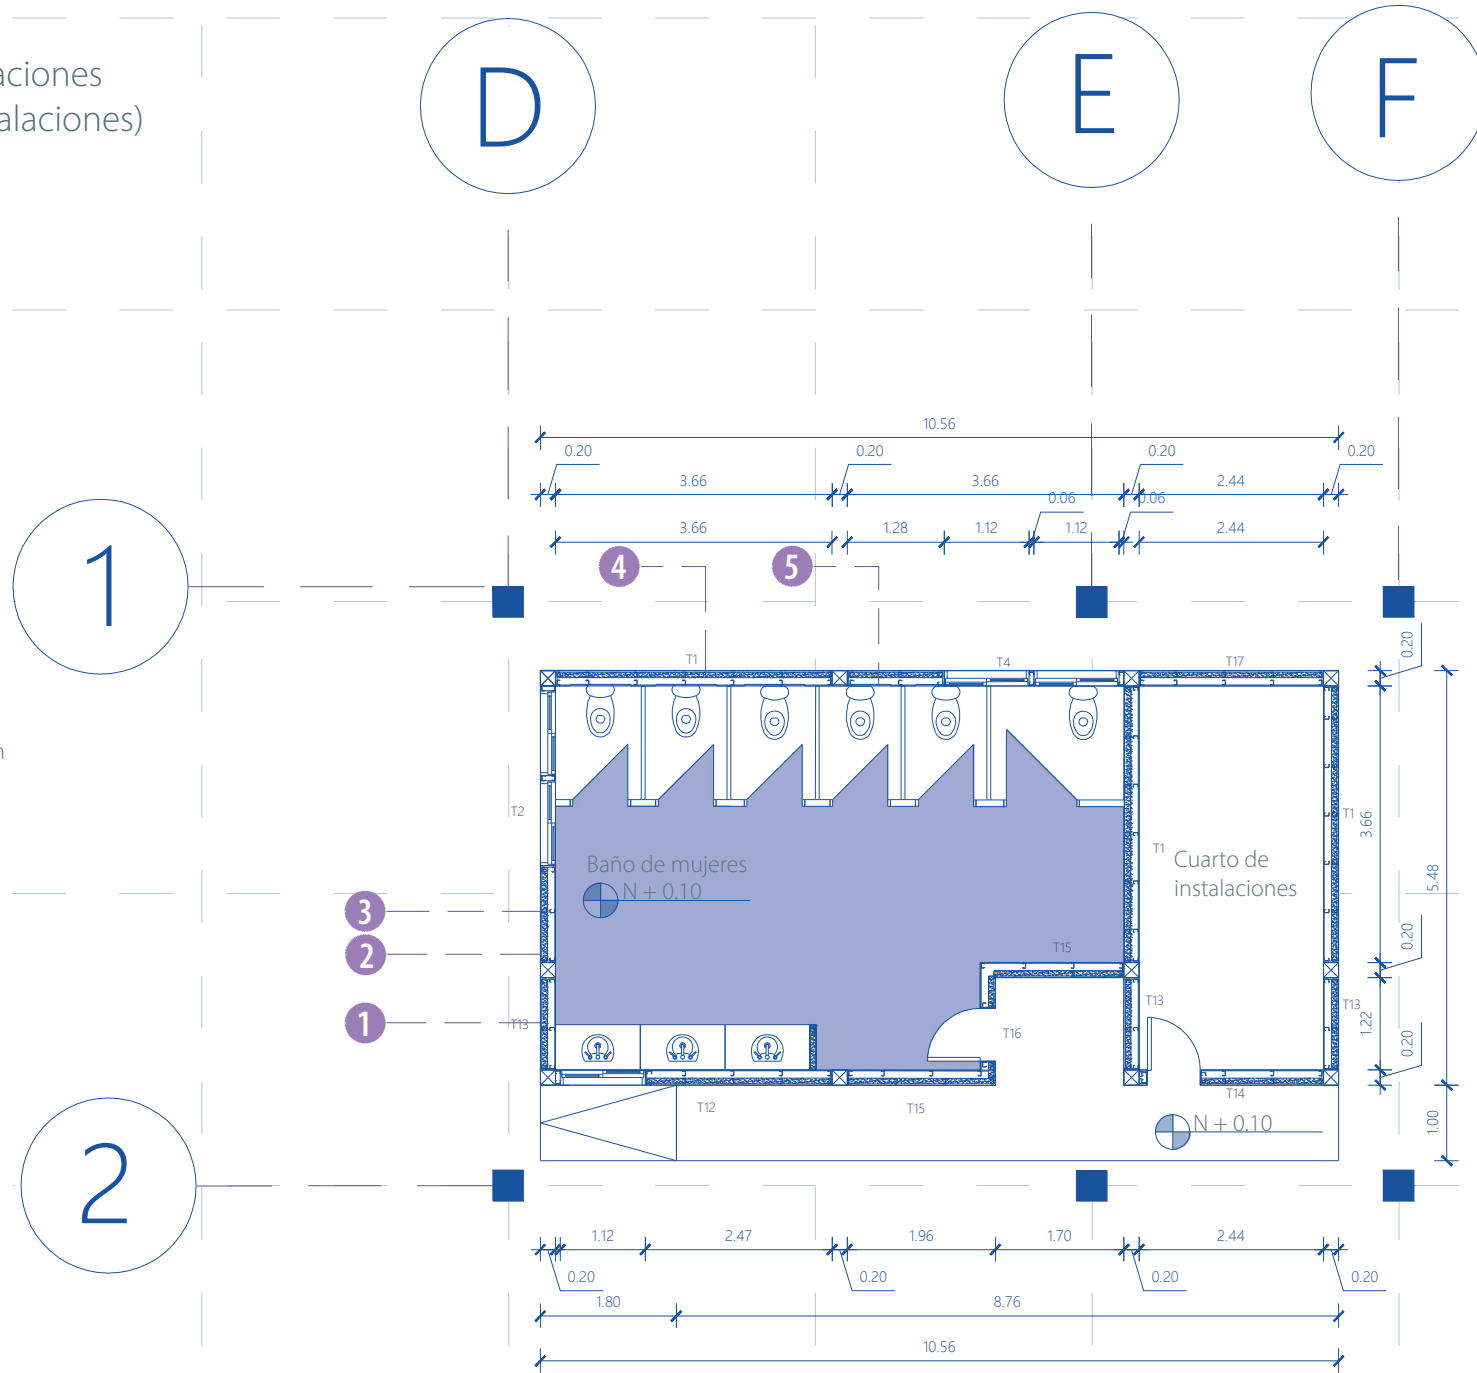 aciones
alaciones)
D
E
F
10.56
0.20
0.20
0.20
0.20
3.66
3.66
2.44
0.06
0.06
3.66
1.28
1.12
1.12
2.44
4
5
1
0.20
T1
T4
T17
n
T2
T1
3.66
T1
Baño de mujeres
N + 0.10
Cuarto de
instalaciones
5.48
3
2
1
T15
0.20
T13
T13
T13
1.22
T16
0.20
T12
T15
T14
N + 0.10
1.00
2
1.12
2.47
1.96
1.70
2.44
0.20
0.20
0.20
0.20
1.80
8.76
10.56